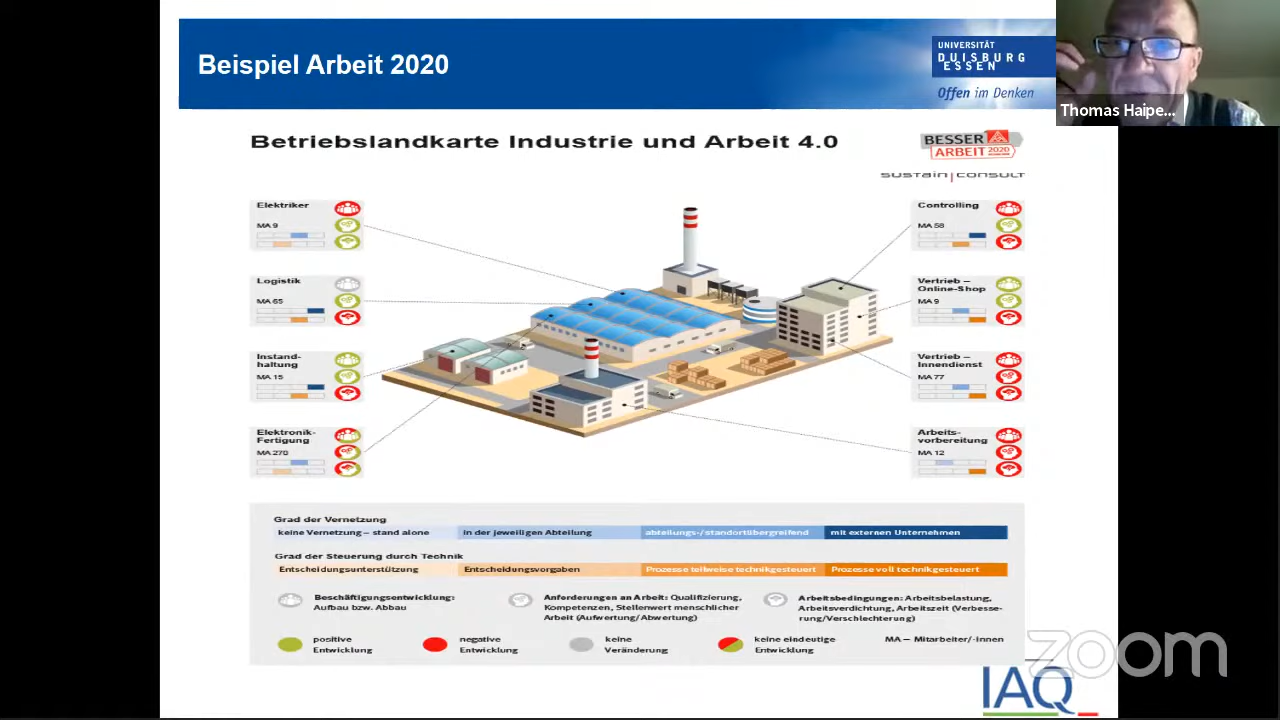 Beispiel Arbeit 2020
UNIVERSITÄT
DUISBURG
ESSEN
Offen im Denken
Thomas Haipe...
Betriebslandkarte Industrie und Arbeit 4.0
BESSER
ARBEIT 2020
sustain|consult
Elektriker
MA 9
Logistik
MA 65
Instand-
haltung
MA 15
Elektronik-
Fertigung
MA 270
Controlling
MA 58
Vertrieb –
Online-Shop
MA 9
Vertrieb –
Innendienst
MA 77
Arbeits-
vorbereitung
MA 12
Grad der Vernetzung
keine Vernetzung – stand alone
in der jeweiligen Abteilung
abteilungs-/standortübergreifend
mit externen Unternehmen
Grad der Steuerung durch Technik
Entscheidungsunterstützung
Entscheidungsvorgaben
Prozesse teilweise technikgesteuert
Prozesse voll technikgesteuert
Beschäftigungsentwicklung:
Aufbau bzw. Abbau
Anforderungen an Arbeit: Qualifizierung,
Kompetenzen, Stellenwert menschlicher
Arbeit (Aufwertung/Abwertung)
Arbeitsbedingungen: Arbeitsbelastung,
Arbeitsverdichtung, Arbeitszeit (Verbesse-
rung/Verschlechterung)
positive
Entwicklung
negative
Entwicklung
keine
Veränderung
keine eindeutige
Entwicklung
MA – Mitarbeiter/-innen
zoom
IAQ